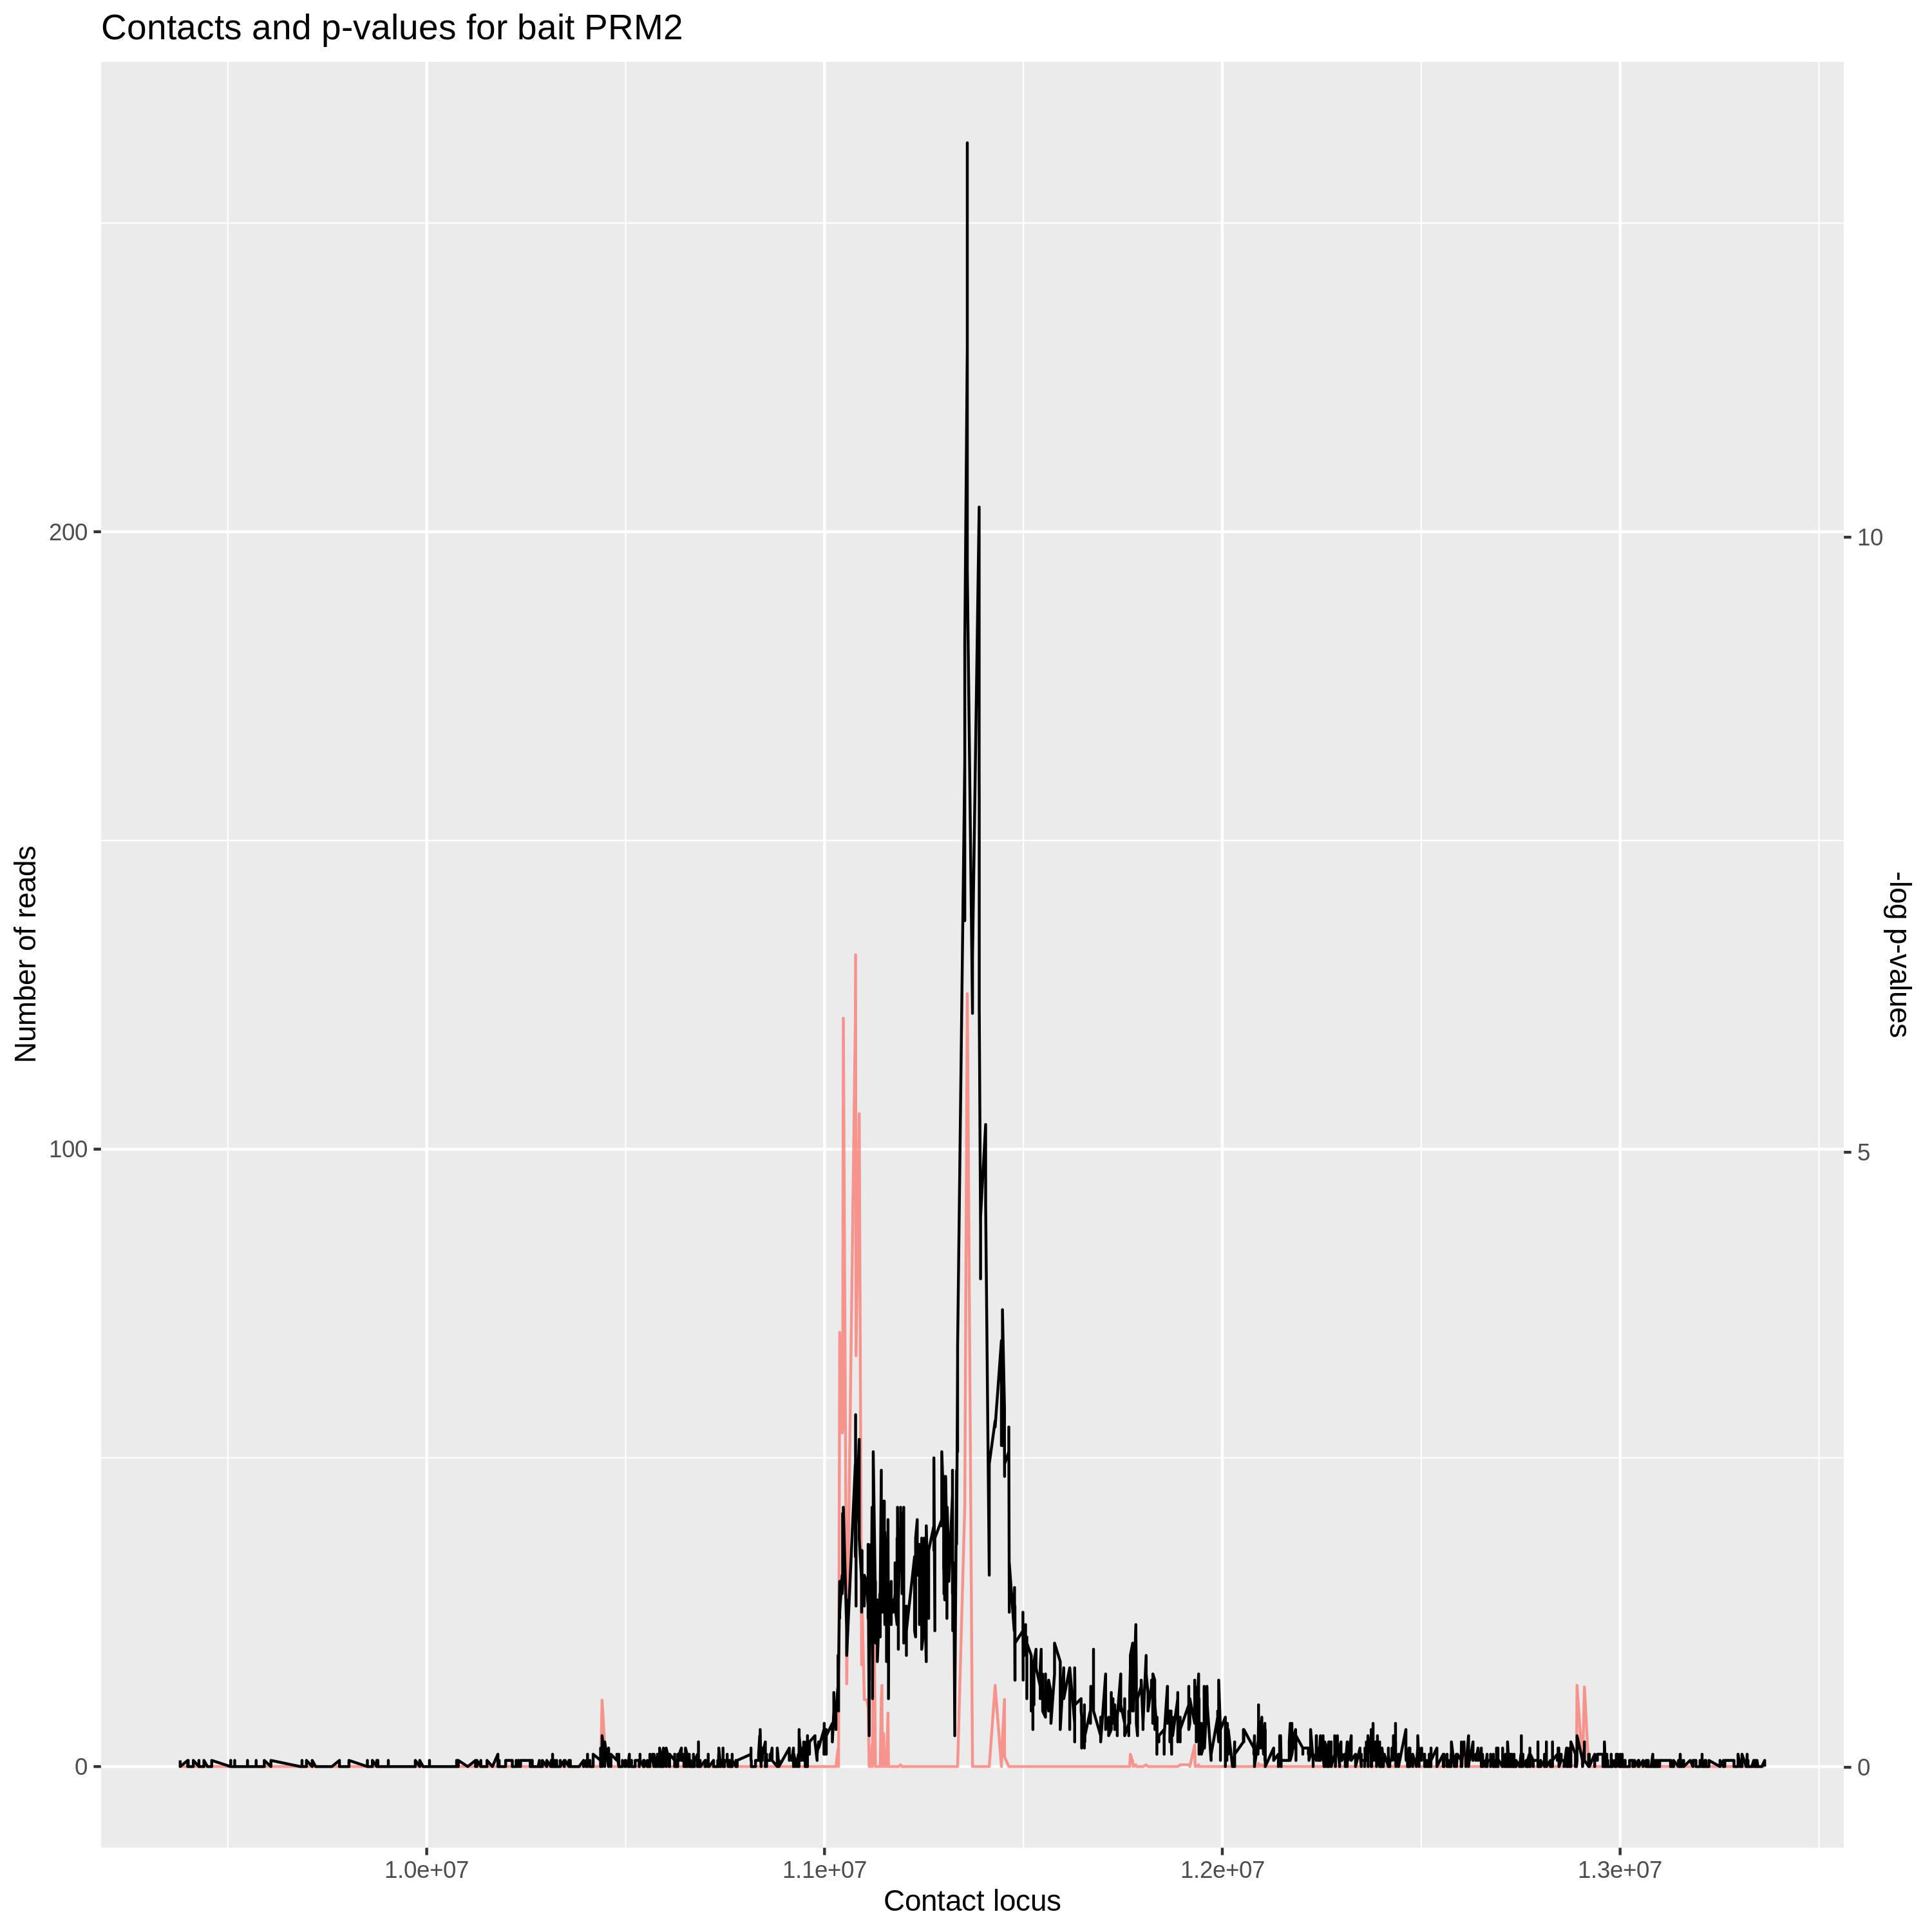 Contacts and p-values for bait PRM2
Number of reads
200
100
0
10
5
0
-log p-values
1.0e+07
1.1e+07
1.2e+07
1.3e+07
Contact locus